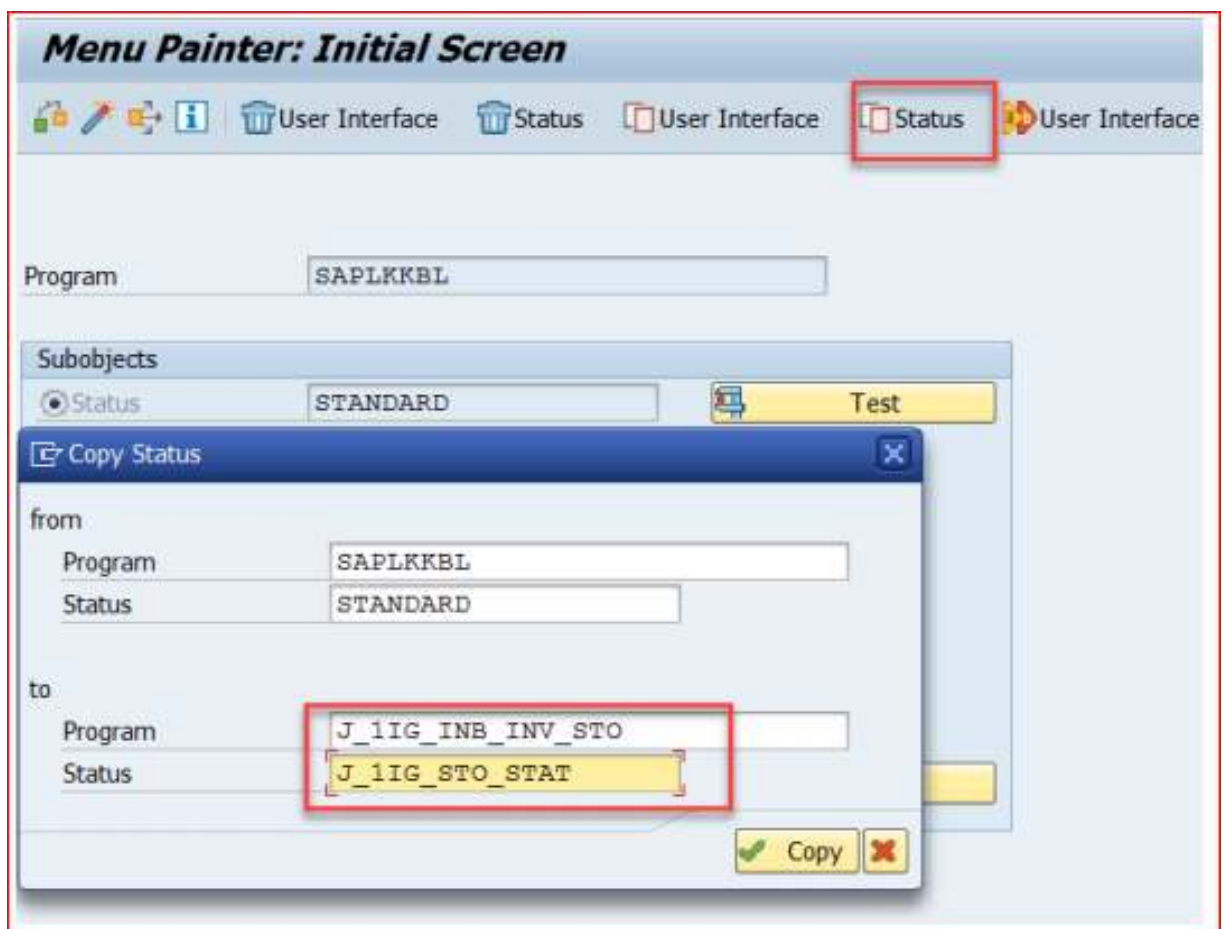 Menu Painter: Initial Screen
User Interface Status User Interface Status User Interface
Program SAPLKKBL
Subobjects
Status STANDARD Test
Copy Status
from
Program SAPLKKBL
Status STANDARD
to
Program J_1IG_INB_INV_STO
Status J_1IG_STO_STAT
Copy